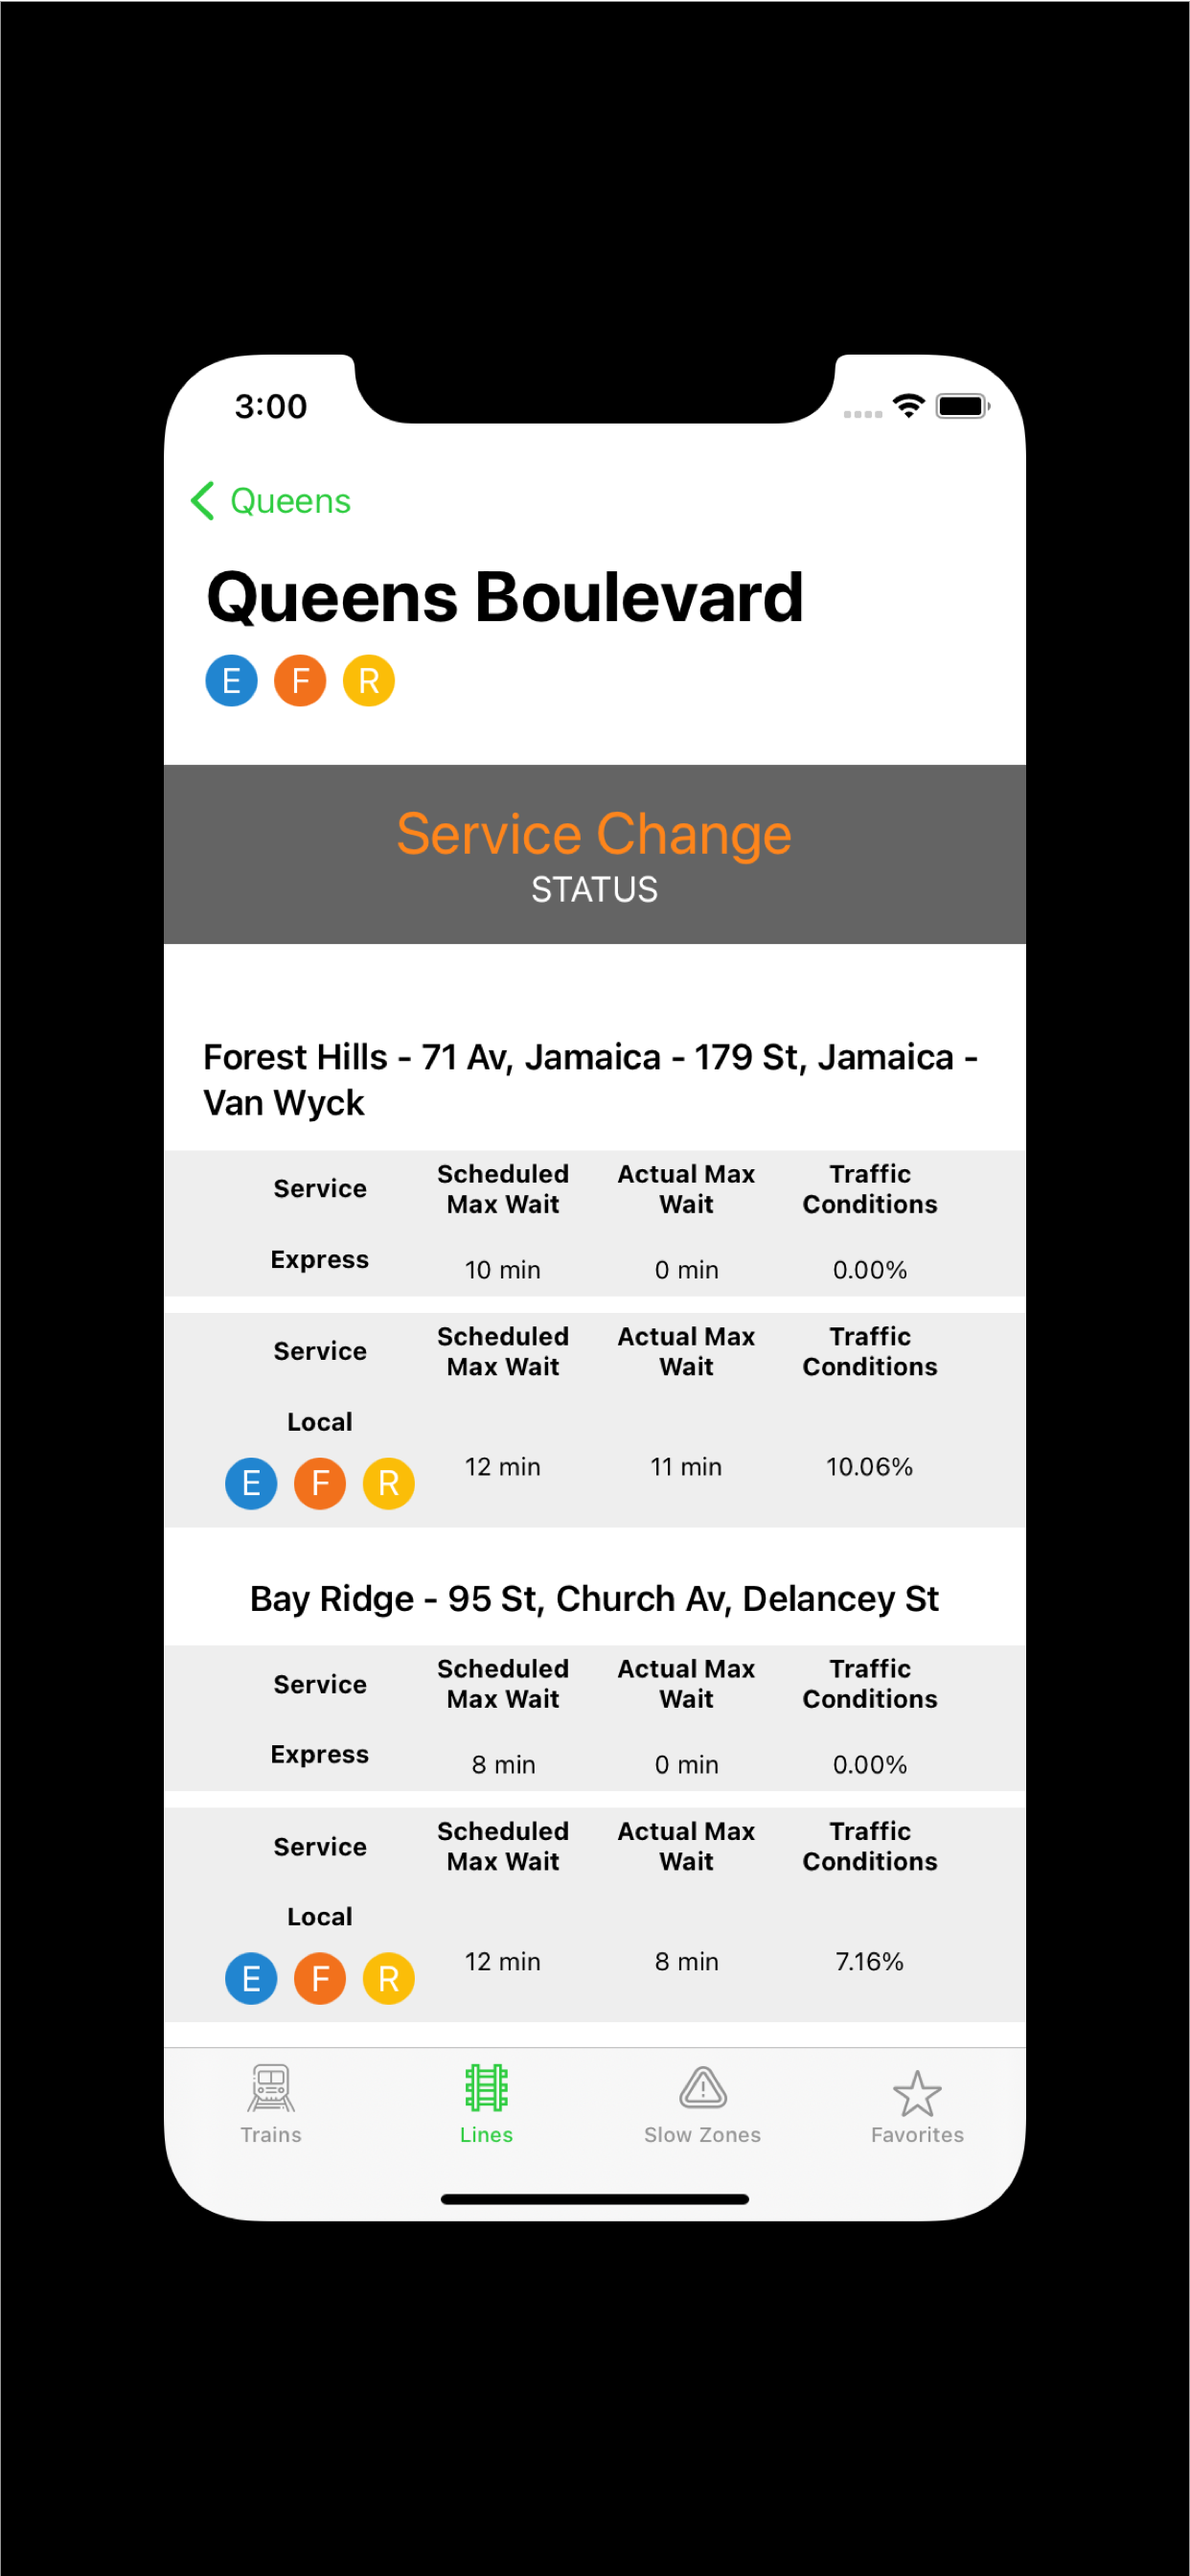 3:00
Queens
Queens Boulevard
E F R
Service Change
STATUS
Forest Hills - 71 Av, Jamaica - 179 St, Jamaica -
Van Wyck
Service Scheduled Max Wait Actual Max Wait Traffic Conditions
Express 10 min 0 min 0.00%
Service Scheduled Max Wait Actual Max Wait Traffic Conditions
Local
E F R 12 min 11 min 10.06%
Bay Ridge - 95 St, Church Av, Delancey St
Service Scheduled Max Wait Actual Max Wait Traffic Conditions
Express 8 min 0 min 0.00%
Service Scheduled Max Wait Actual Max Wait Traffic Conditions
Local
E F R 12 min 8 min 7.16%
Trains Lines Slow Zones Favorites